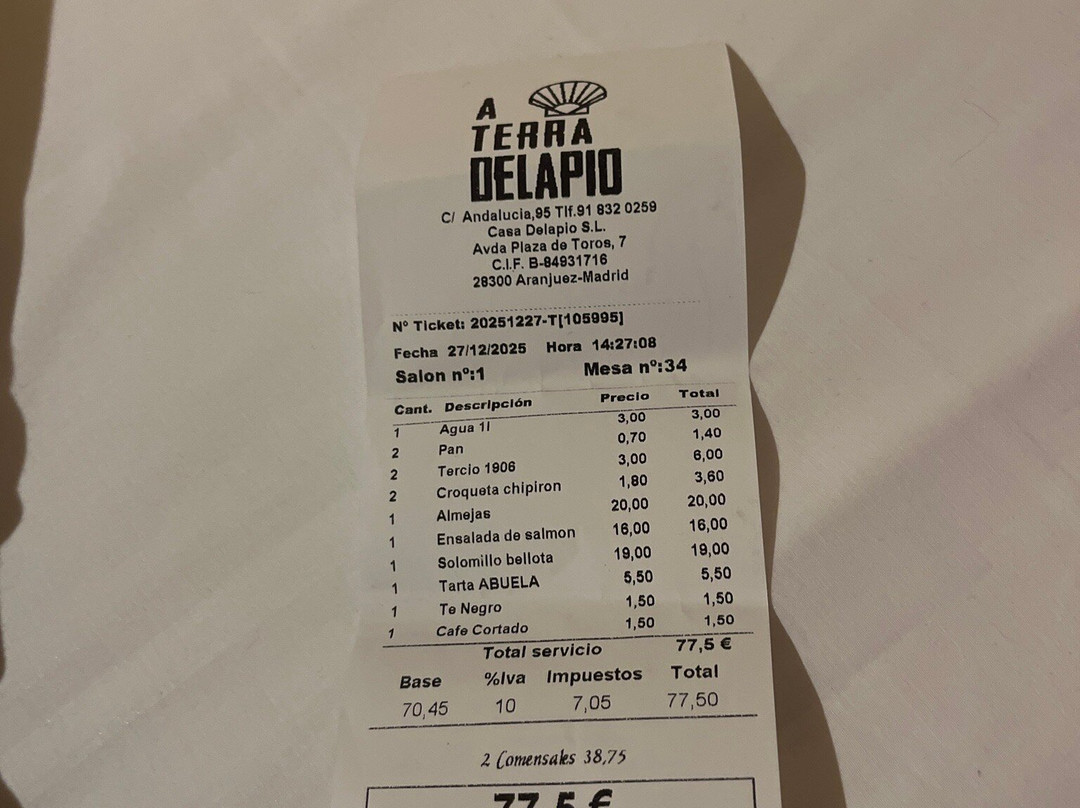 A
TERRA
DELAPIO
C/ Andalucia,95 Tlf.91 832 0259
Casa Delapio S.L.
Avda Plaza de Toros, 7
C.I.F. B-84931716
28300 Aranjuez-Madrid
Nº Ticket: 20251227-T[105995]
Fecha 27/12/2025 Hora 14:27:08
Salon nº:1 Mesa nº:34
Cant. Descripción Precio Total
1 Agua 1l 3,00 3,00
2 Pan 0,70 1,40
2 Tercio 1906 3,00 6,00
2 Croqueta chipiron 1,80 3,60
1 Almejas 20,00 20,00
1 Ensalada de salmon 16,00 16,00
1 Solomillo bellota 19,00 19,00
1 Tarta ABUELA 5,50 5,50
1 Te Negro 1,50 1,50
1 Cafe Cortado 1,50 1,50
Total servicio 77,5 €
Base %Iva Impuestos Total
70,45 10 7,05 77,50
2 Comensales 38,75
77,5 €